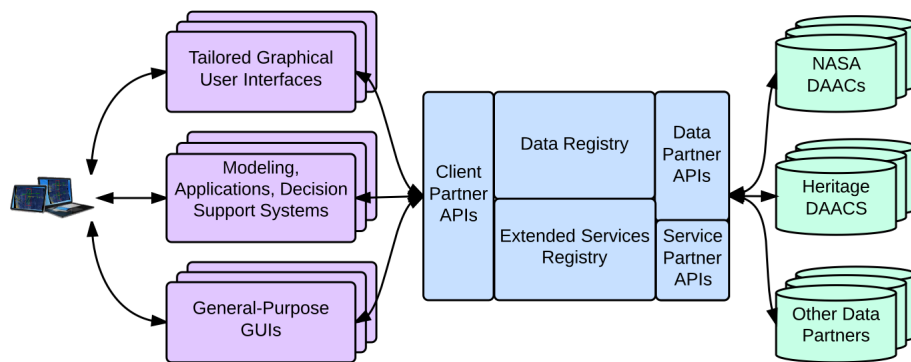 Tailored Graphical
User Interfaces
Modeling,
Applications, Decision
Support Systems
General-Purpose
GUIs
Client
Partner
APIs
Data Registry
Extended Services
Registry
Data
Partner
APIs
Service
Partner
APIs
NASA
DAACs
Heritage
DAACS
Other Data
Partners